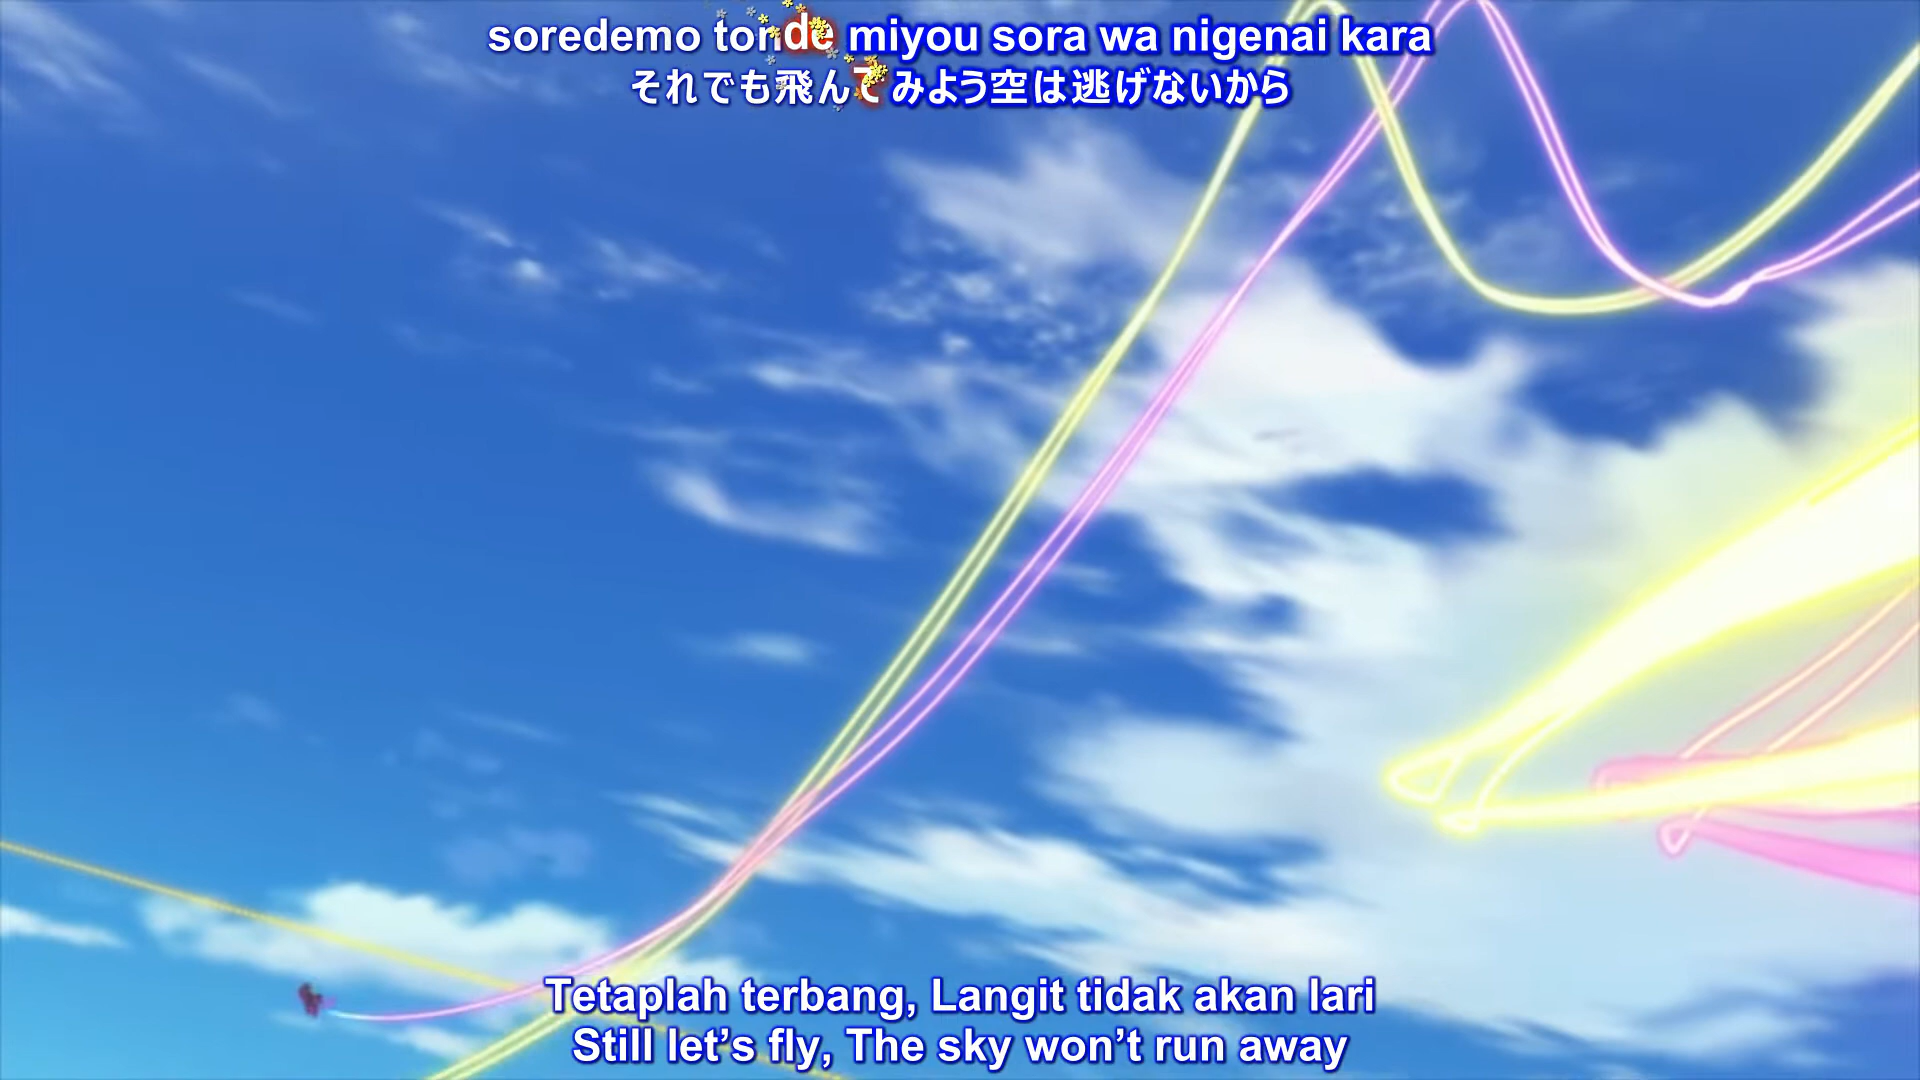 soredemo tonde miyou sora wa nigenai kara
それでも飛んでみよう空は逃げないから
Tetaplah terbang, Langit tidak akan lari
Still let’s fly, The sky won’t run away